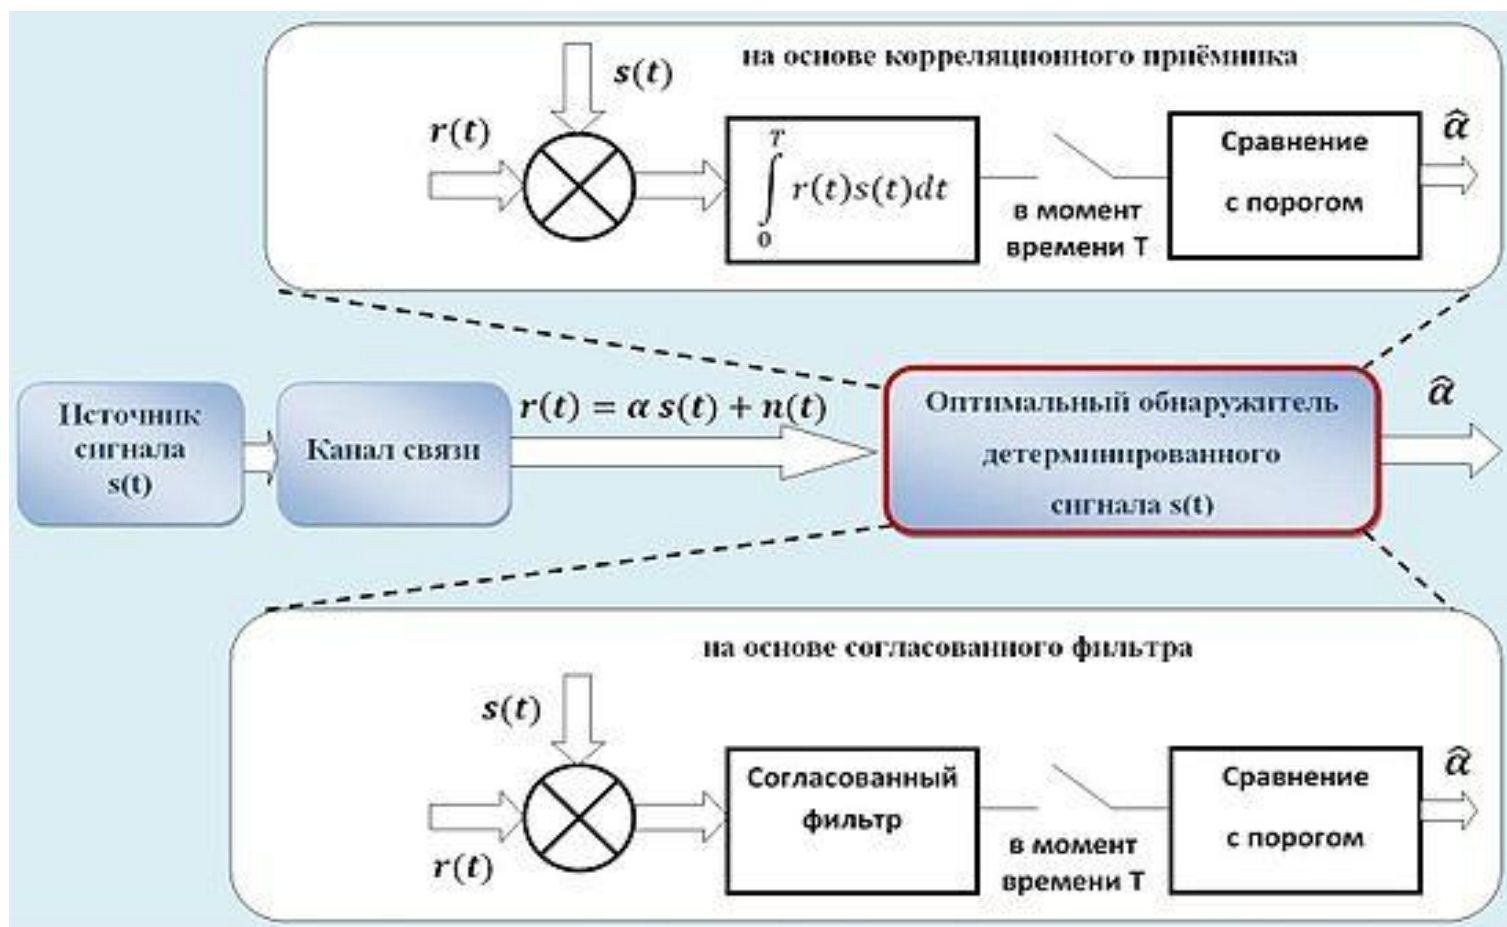 на основе корреляционного приёмника
s(t)
r(t)
T
∫ r(t)s(t)dt
0
в момент
времени T
Сравнение
с порогом
α̂
Источник
сигнала
s(t)
Канал связи
r(t) = α s(t) + n(t)
Оптимальный обнаружитель
детерминированного
сигнала s(t)
α̂
на основе согласованного фильтра
s(t)
r(t)
Согласованный
фильтр
в момент
времени T
Сравнение
с порогом
α̂